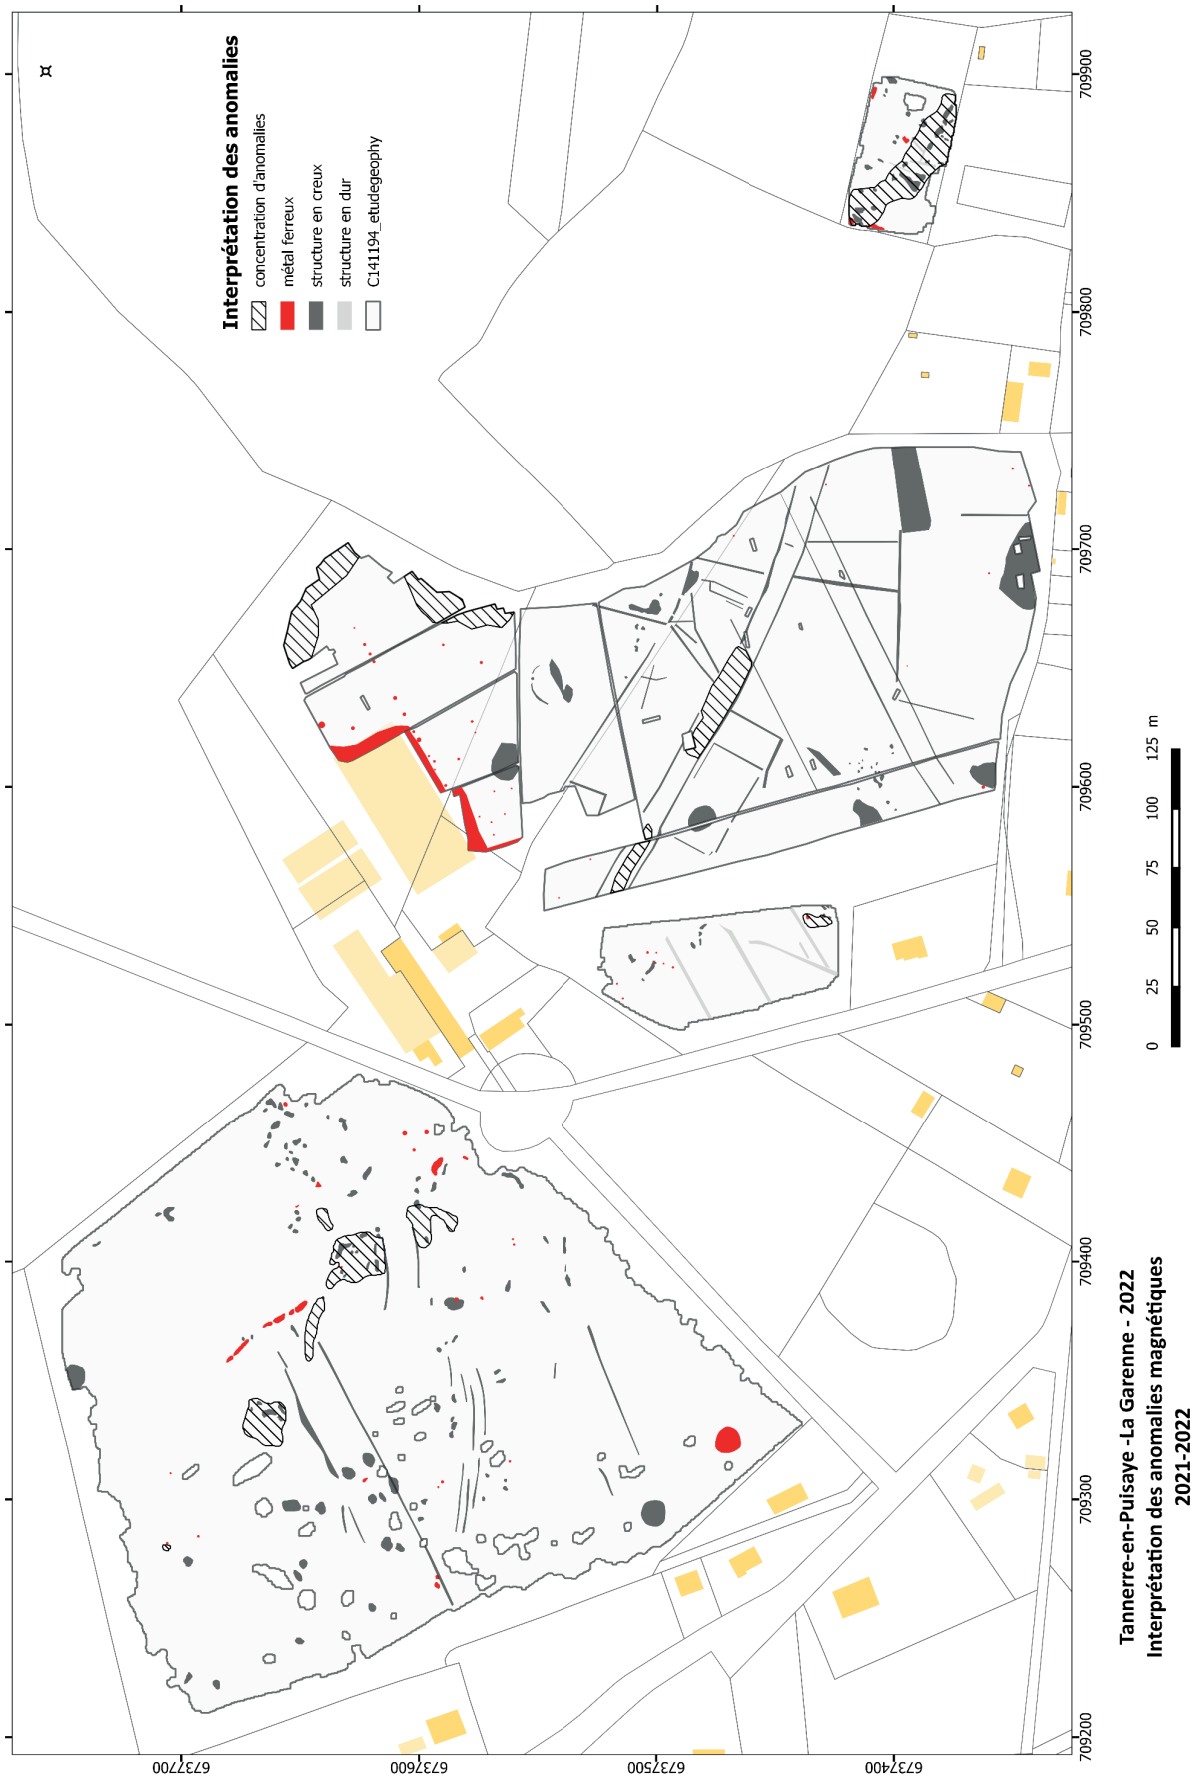 Interprétation des anomalies
concentration d'anomalies
métal ferreux
structure en creux
structure en dur
C141194_etudegeophy
709200
709300
709400
709500
709600
709700
709800
709900
6737700
6737600
6737500
6737400
0 25 50 75 100 125 m
Tannerre-en-Puisaye -La Garenne - 2022
Interprétation des anomalies magnétiques
2021-2022